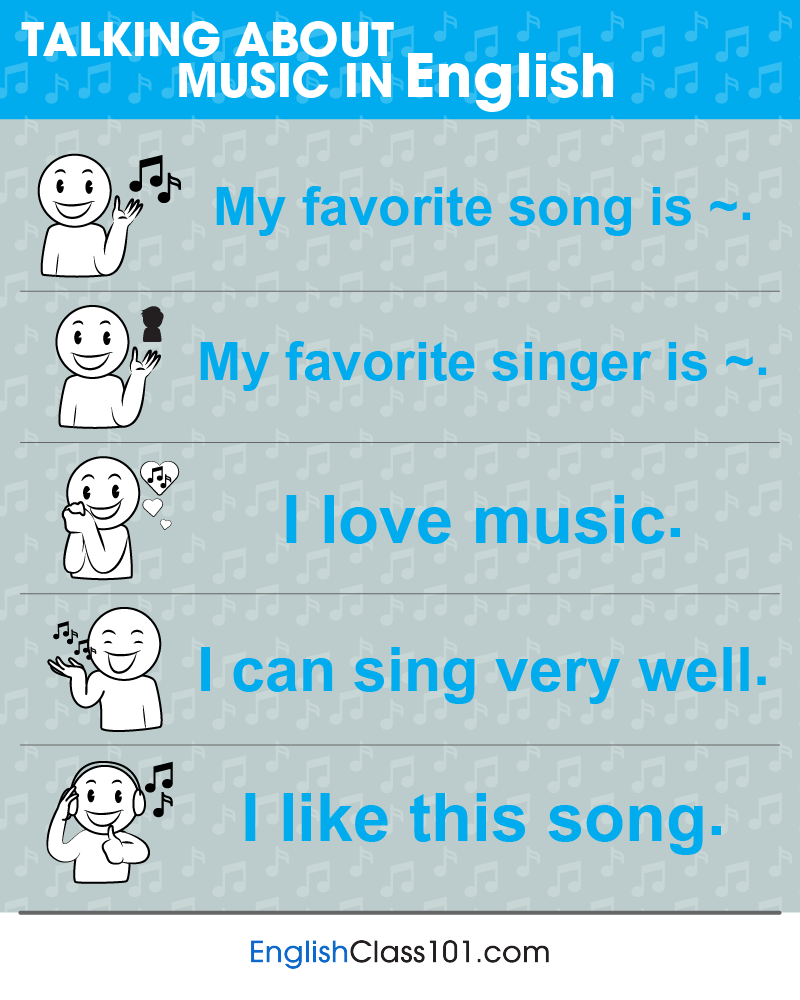 TALKING ABOUT
MUSIC IN English
My favorite song is ~.
My favorite singer is ~.
I love music.
I can sing very well.
I like this song.
EnglishClass101.com